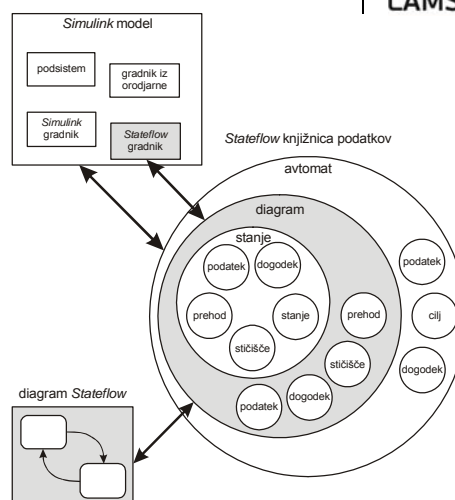 LAMS
Simulink model
podsistem
gradnik iz
orodjarne
Simulink
gradnik
Stateflow
gradnik
Stateflow knjižnica podatkov
avtomat
diagram
stanje
podatek
dogodek
prehod
stanje
stičišče
prehod
stičišče
dogodek
podatek
podatek
cilj
dogodek
diagram Stateflow